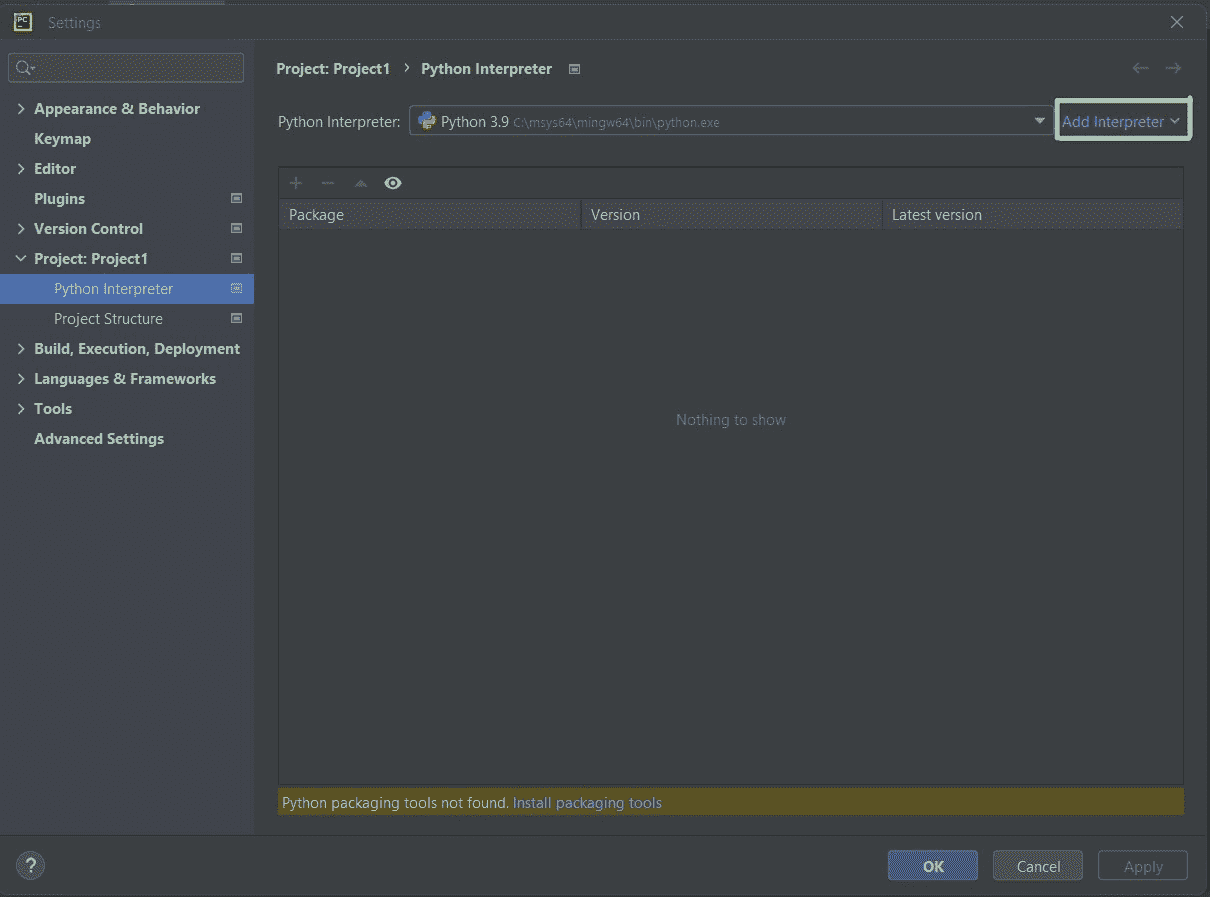 PC
Settings
Project: Project1 › Python Interpreter
Appearance & Behavior
Keymap
Editor
Plugins
Version Control
Project: Project1
Python Interpreter
Project Structure
Build, Execution, Deployment
Languages & Frameworks
Tools
Advanced Settings
Python Interpreter: Python 3.9 C:\msys64\mingw64\bin\python.exe Add Interpreter
Package Version Latest version
Nothing to show
Python packaging tools not found. Install packaging tools
? OK Cancel Apply